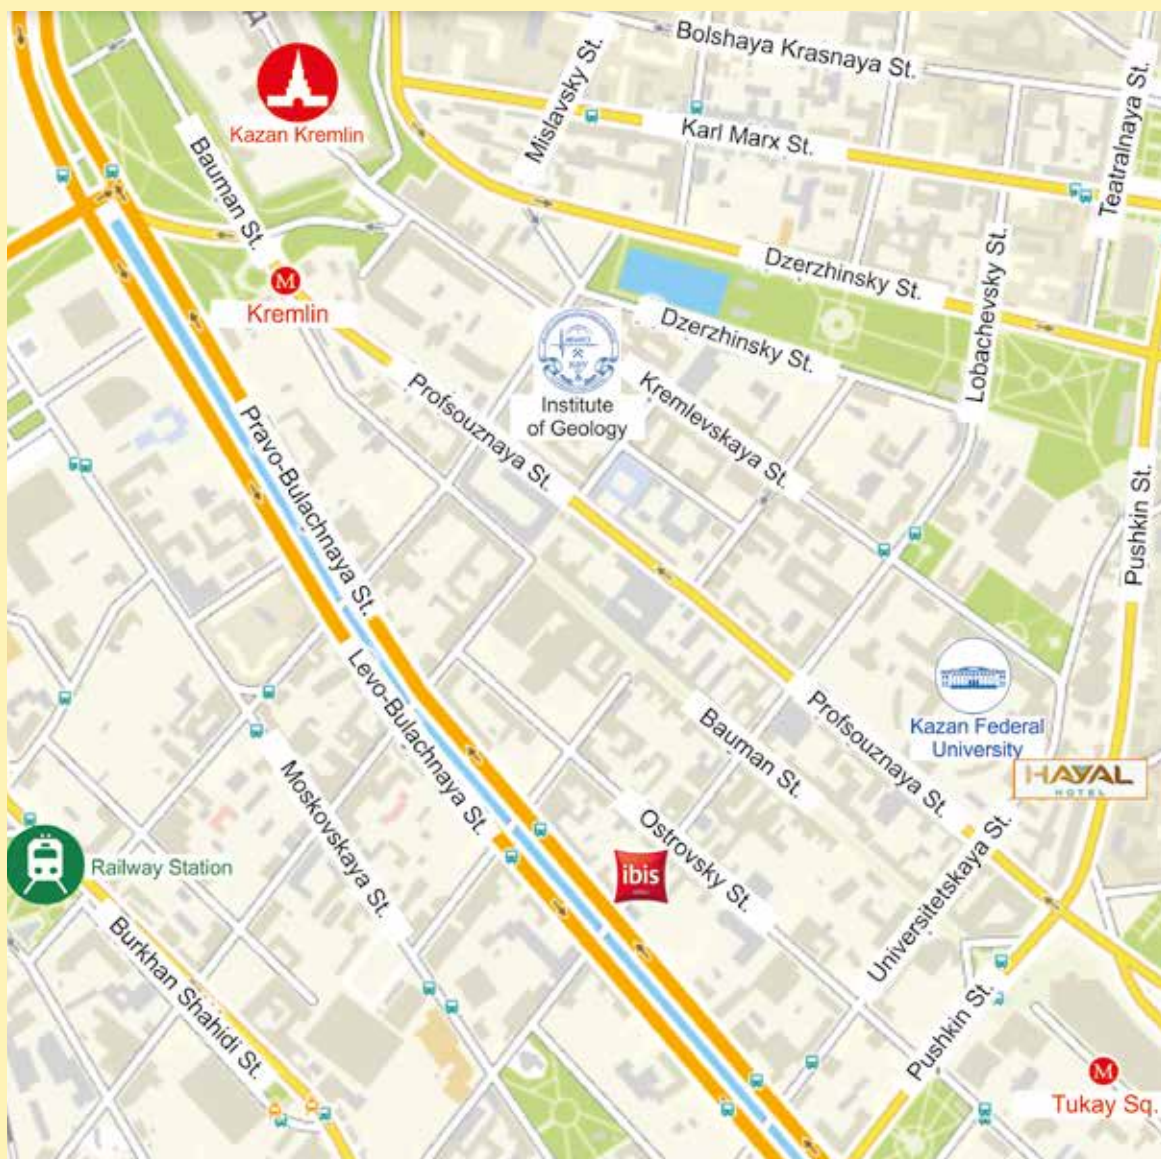 Bolshaya Krasnaya St.
Mislavsky St.
Teatralnaya St.
Kazan Kremlin
Karl Marx St.
Bauman St.
Dzerzhinsky St.
Lobachevsky St.
M
Kremlin
Dzerzhinsky St.
Institute
of Geology
Kremlevskaya St.
Profsouznaya St.
Pravo-Bulachnaya St.
Pushkin St.
Levo-Bulachnaya St.
Kazan Federal
University
Bauman St.
Profsouznaya St.
HAYAL
HOTEL
Moskovskaya St.
Ostrovsky St.
ibis
Universitetskaya St.
Railway Station
Burkhan Shahidi St.
Pushkin St.
M
Tukay Sq.